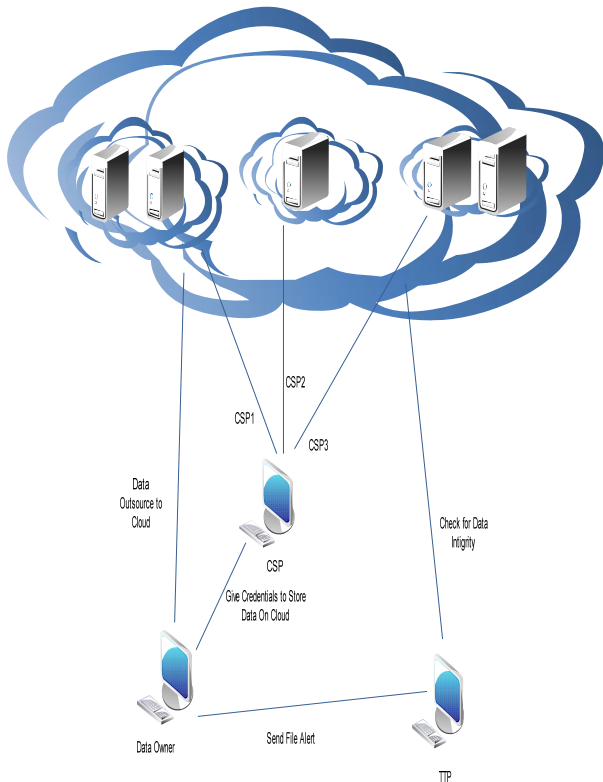 CSP2
CSP1
CSP3
Data
Outsource to
Cloud
Check for Data
Intigrity
CSP
Give Credentials to Store
Data On Cloud
Data Owner
Send File Alert
TTP